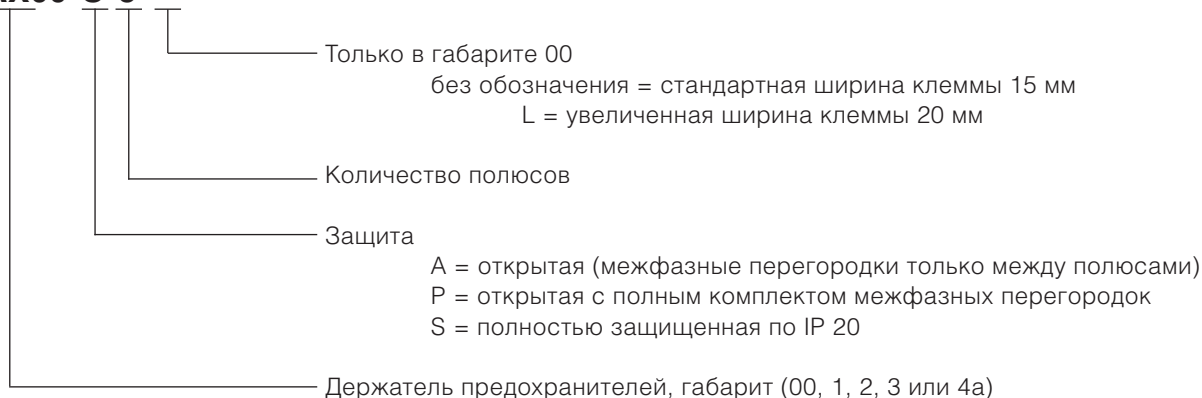 Только в габарите 00
без обозначения = стандартная ширина клеммы 15 мм
L = увеличенная ширина клеммы 20 мм
Количество полюсов
Защита
A = открытая (межфазные перегородки только между полюсами)
P = открытая с полным комплектом межфазных перегородок
S = полностью защищенная по IP 20
Держатель предохранителей, габарит (00, 1, 2, 3 или 4a)